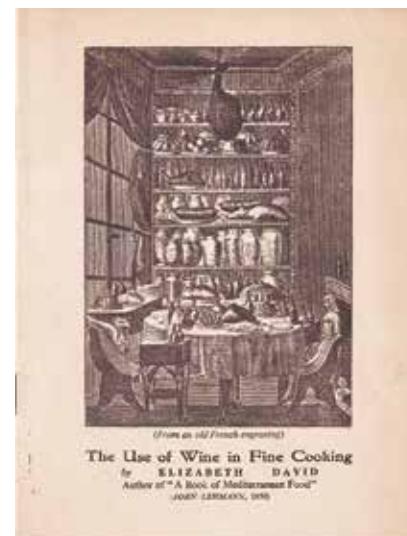 (From an old French engraving)
The Use of Wine in Fine Cooking
by ELIZABETH DAVID
Author of "A Book of Mediterranean Food"
(JOHN LEHMANN, 1950)